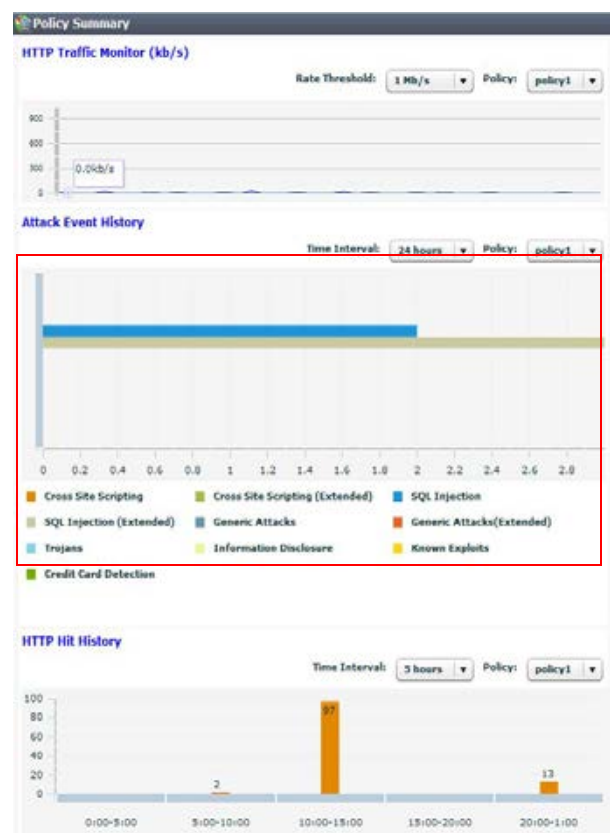 Policy Summary
HTTP Traffic Monitor (kb/s)
Rate Threshold: 1 Mb/s Policy: policy1
900
600
300
0
0.0kb/s
Attack Event History
Time Interval: 24 hours Policy: policy1
0 0.2 0.4 0.6 0.8 1 1.2 1.4 1.6 1.8 2 2.2 2.4 2.6 2.8
Cross Site Scripting Cross Site Scripting (Extended) SQL Injection
SQL Injection (Extended) Generic Attacks Generic Attacks(Extended)
Trojans Information Disclosure Known Exploits
Credit Card Detection
HTTP Hit History
Time Interval: 5 hours Policy: policy1
100
80
60
40
20
0
2
97
13
0:00-5:00 5:00-10:00 10:00-15:00 15:00-20:00 20:00-1:00